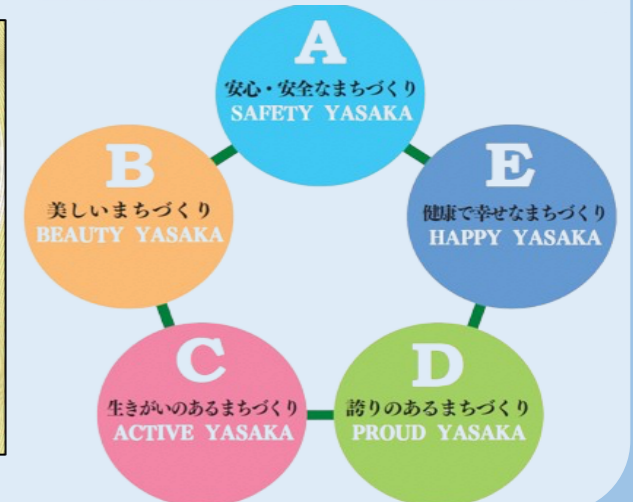 A
安心・安全なまちづくり
SAFETY YASAKA
B
美しいまちづくり
BEAUTY YASAKA
C
生きがいのあるまちづくり
ACTIVE YASAKA
D
誇りのあるまちづくり
PROUD YASAKA
E
健康で幸せなまちづくり
HAPPY YASAKA